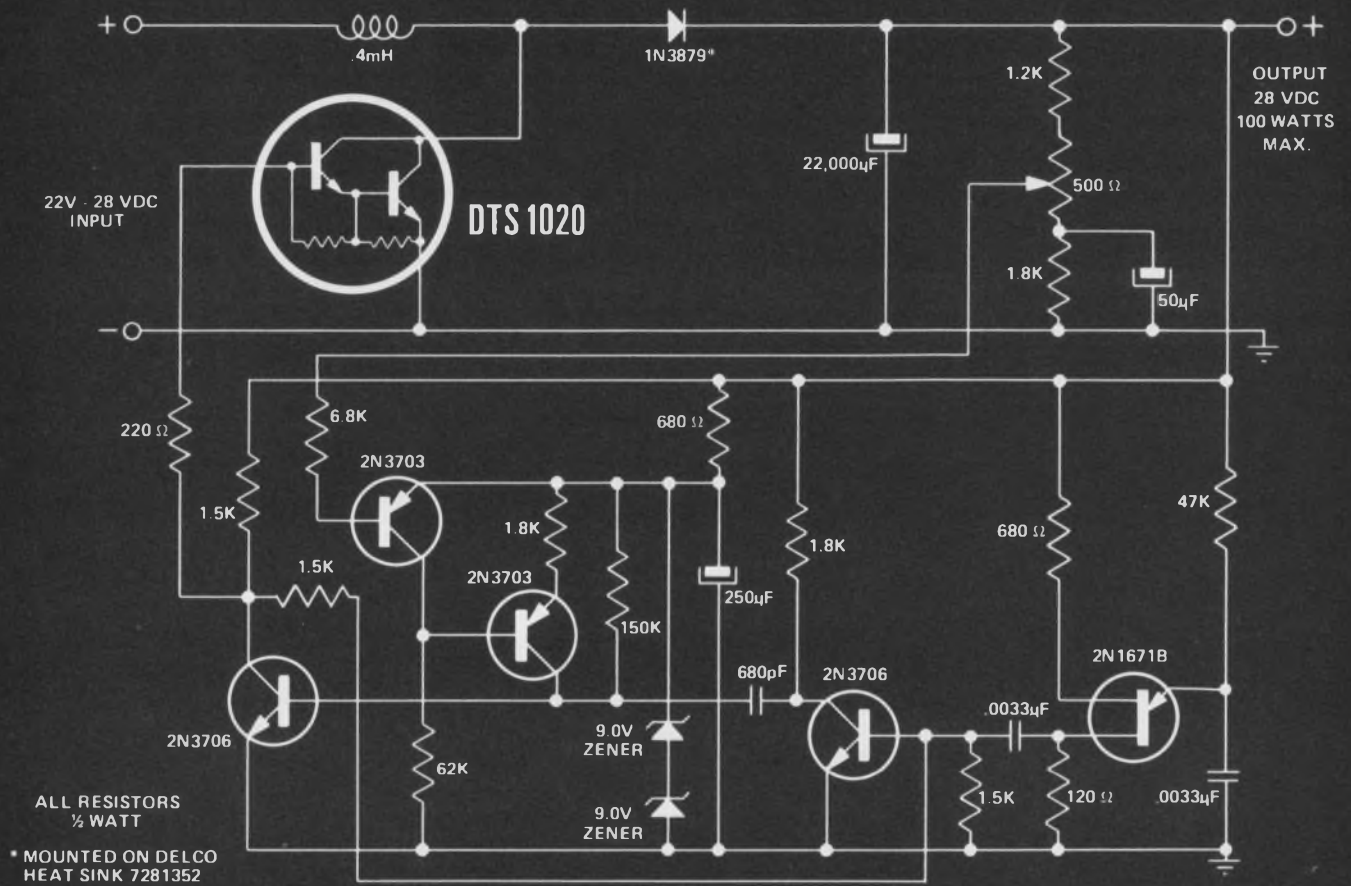 +
.4mH
1N3879*
+
OUTPUT
28 VDC
100 WATTS
MAX.
1.2K
22,000µF
500 Ω
22V - 28 VDC
INPUT
DTS 1020
1.8K
50µF
−
220 Ω
6.8K
680 Ω
2N3703
1.5K
1.8K
1.8K
680 Ω
47K
1.5K
2N3703
250µF
150K
2N1671B
680pF
2N3706
.0033µF
2N3706
9.0V
ZENER
62K
9.0V
ZENER
1.5K
120 Ω
.0033µF
ALL RESISTORS
½ WATT
* MOUNTED ON DELCO
HEAT SINK 7281352